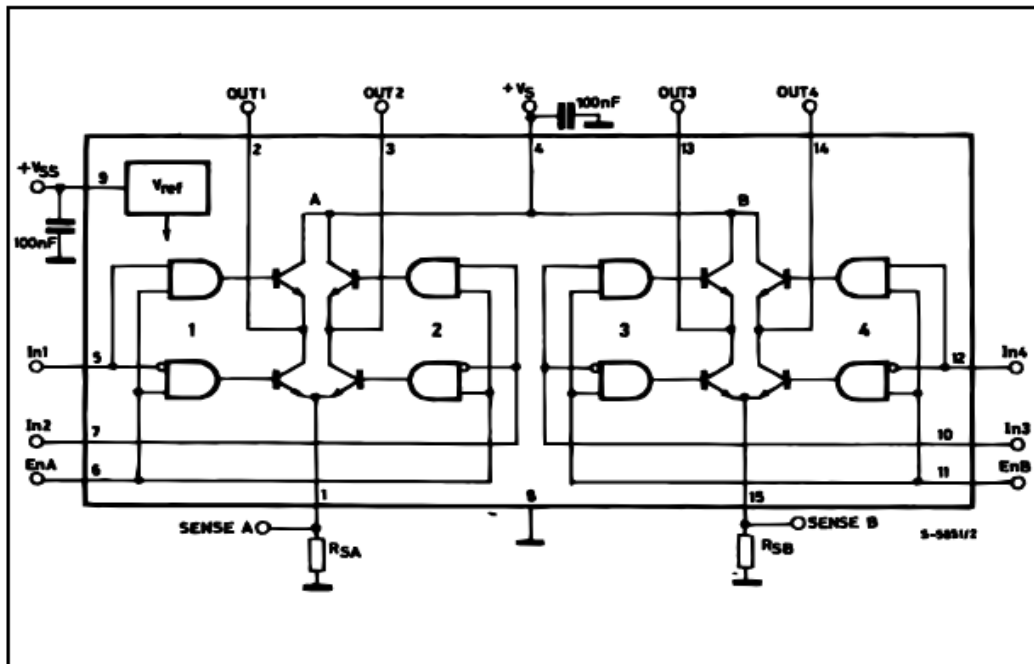 OUT1
OUT2
+VS
100nF
OUT3
OUT4
2
3
4
13
14
+VSS
9
Vref
100nF
A
B
1
2
3
4
In1
5
12
In4
In2
7
10
In3
EnA
6
11
EnB
1
8
15
SENSE A
RSA
SENSE B
RSB
S-5851/2